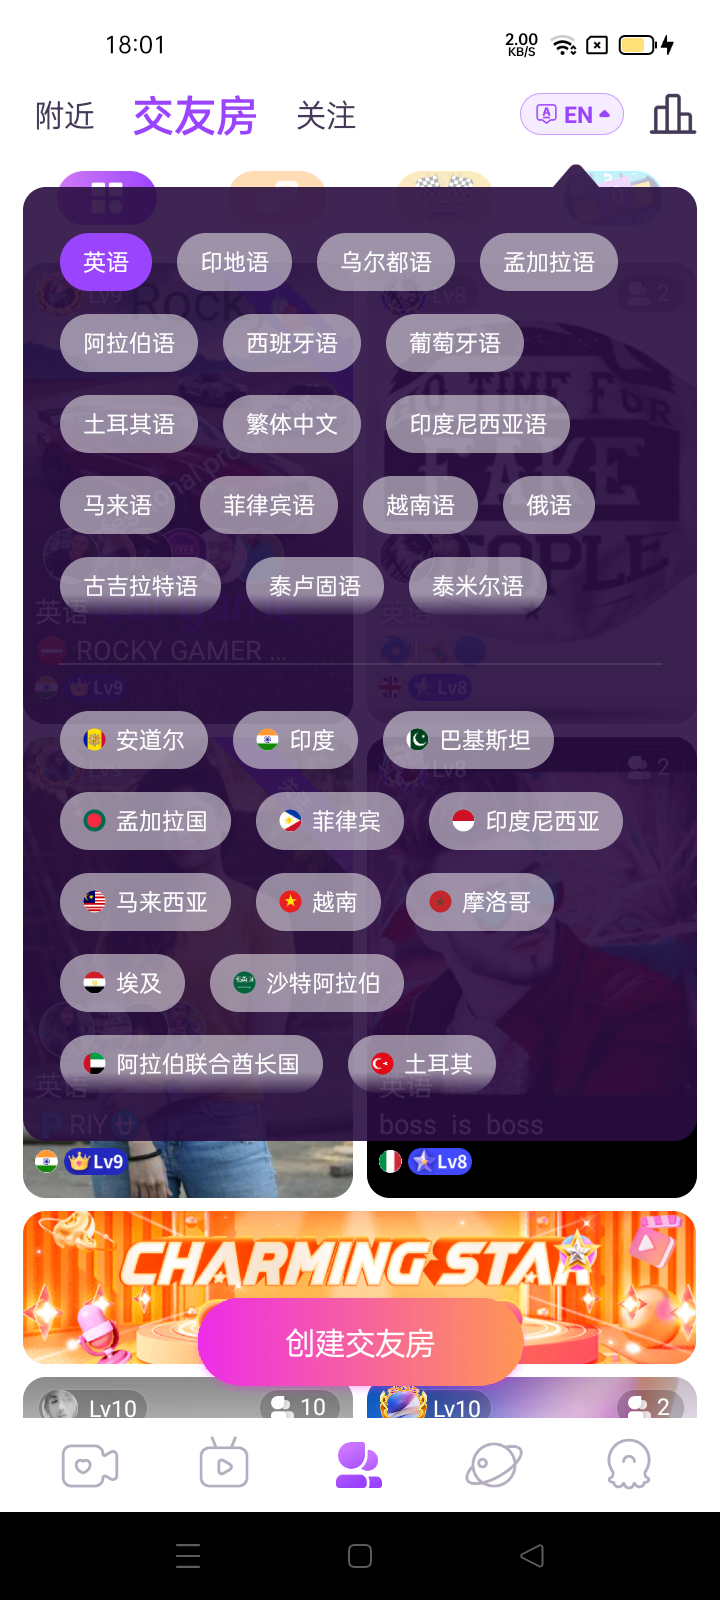 18:01
2.00 KB/S
附近 交友房 关注 EN
英语 印地语 乌尔都语 孟加拉语
Lv9 Rocky Lv8 2
阿拉伯语 西班牙语 葡萄牙语
NO TIME FOR
土耳其语 繁体中文 印度尼西亚语
FAKE
马来语 菲律宾语 越南语 俄语
PEOPLE
古吉拉特语 泰卢固语 泰米尔语
英语 英语
ROCKY GAMER ...
Lv9 Lv8
安道尔 印度 巴基斯坦
Lv9 Lv8 2
孟加拉国 菲律宾 印度尼西亚
马来西亚 越南 摩洛哥
埃及 沙特阿拉伯
阿拉伯联合酋长国 土耳其
英语 英语
boss is boss
Lv9 Lv8
CHARMING STAR
创建交友房
Lv10 10 Lv10 2